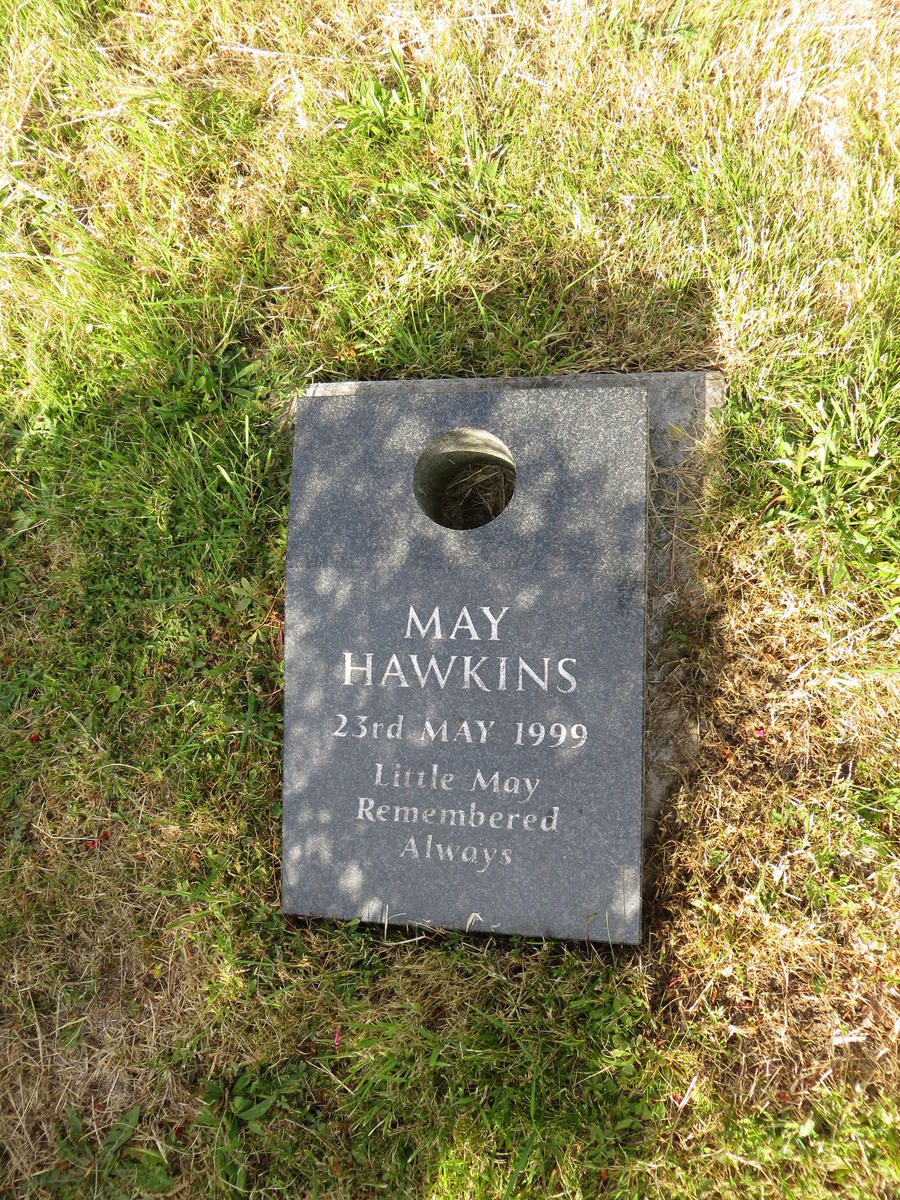 MAY
HAWKINS
23rd MAY 1999
Little May
Remembered
Always